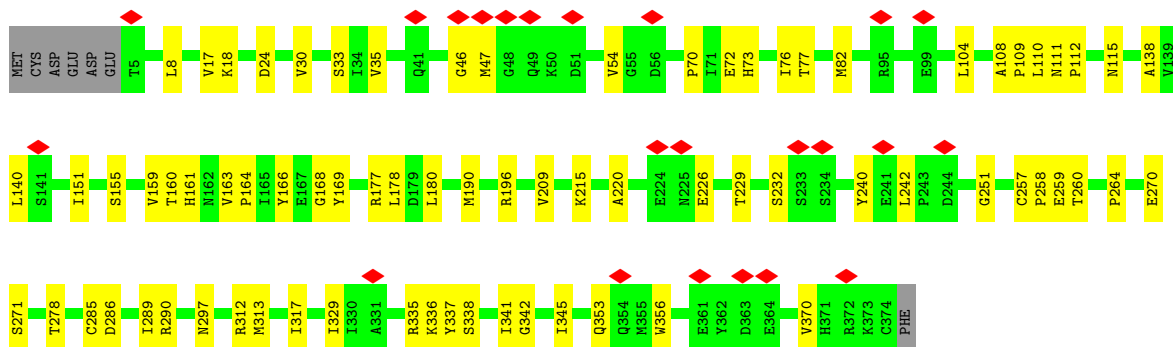 MET CYS ASP GLU ASP GLU T5 L8 V17 K18 D24 V30 S33 I34 V35 Q41 G46 M47 G48 Q49 K50 D51 V54 G55 D56 P70 I71 E72 H73 I76 T77 M82 R95 E99 L104 A108 P109 L110 N111 P112 N115 A138 V139
L140 S141 I151 S155 V159 T160 H161 N162 V163 P164 I165 Y166 E167 G168 Y169 R177 L178 D179 L180 M190 R196 V209 K215 A220 E224 N225 E226 T229 S232 S233 S234 Y240 E241 L242 P243 D244 G251 C257 P258 E259 T260 P264 E270
S271 T278 C285 D286 I289 R290 N297 R312 M313 I317 I329 I330 A331 R335 K336 Y337 S338 I341 G342 I345 Q353 Q354 M355 W356 E361 Y362 D363 E364 V370 H371 R372 K373 C374 PHE